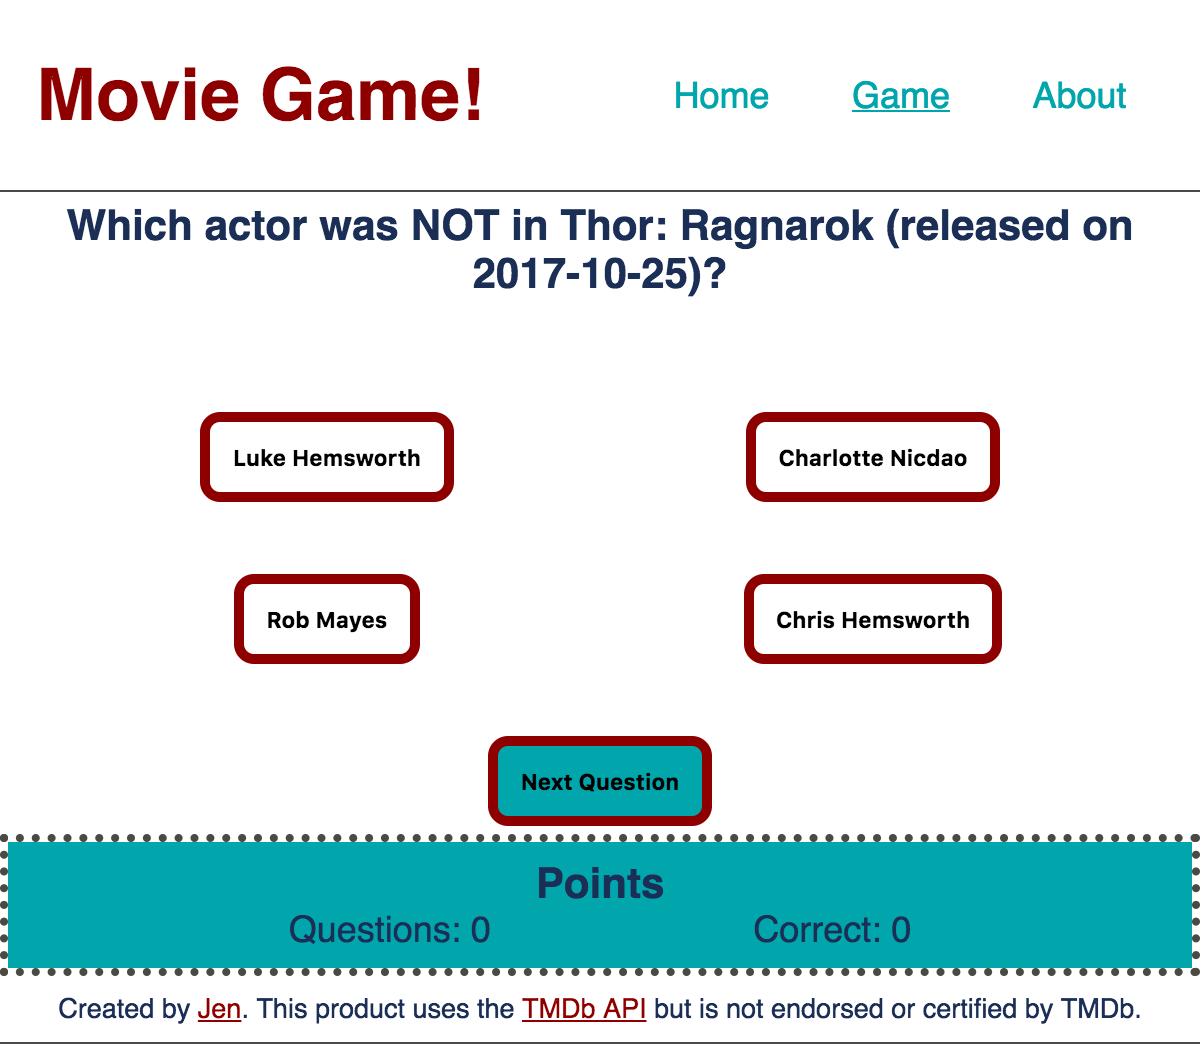 Movie Game!
Home Game About
Which actor was NOT in Thor: Ragnarok (released on
2017-10-25)?
Luke Hemsworth
Charlotte Nicdao
Rob Mayes
Chris Hemsworth
Next Question
Points
Questions: 0 Correct: 0
Created by Jen. This product uses the TMDb API but is not endorsed or certified by TMDb.